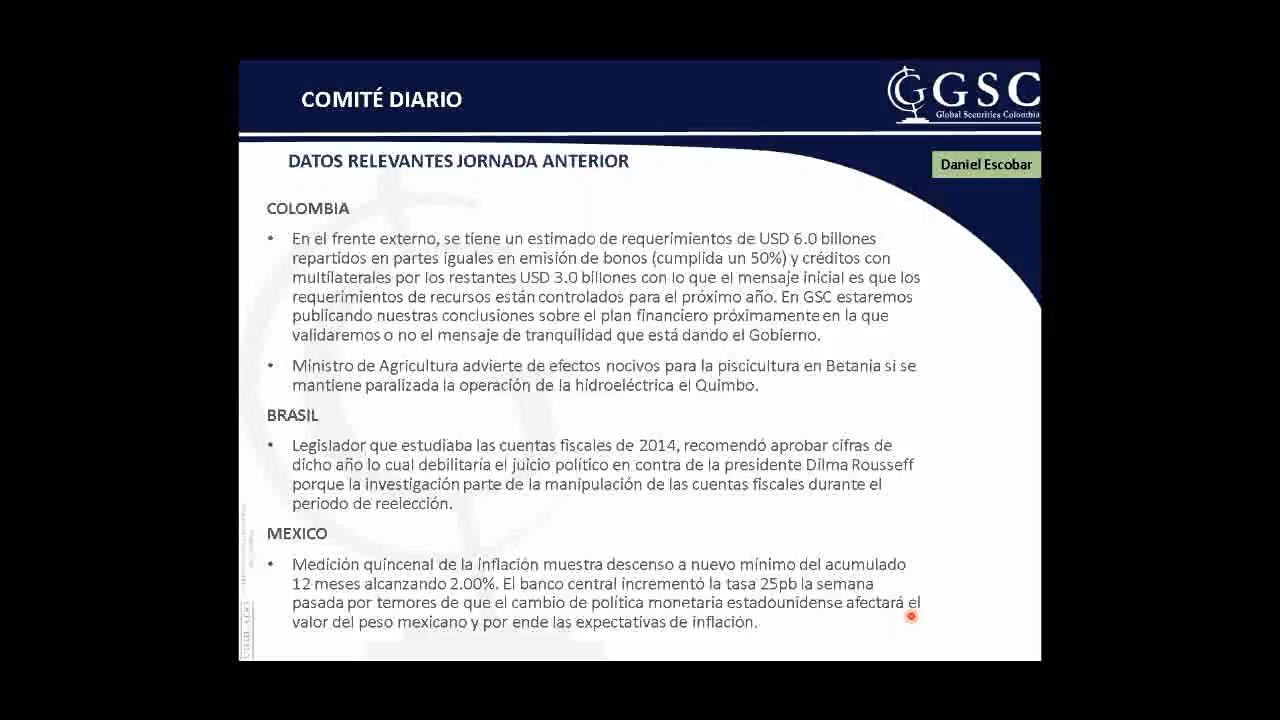 COMITÉ DIARIO
GSC
Global Securities Colombia
DATOS RELEVANTES JORNADA ANTERIOR
Daniel Escobar
COLOMBIA
• En el frente externo, se tiene un estimado de requerimientos de USD 6.0 billones
repartidos en partes iguales en emisión de bonos (cumplida un 50%) y créditos con
multilaterales por los restantes USD 3.0 billones con lo que el mensaje inicial es que los
requerimientos de recursos están controlados para el próximo año. En GSC estaremos
publicando nuestras conclusiones sobre el plan financiero próximamente en la que
validaremos o no el mensaje de tranquilidad que está dando el Gobierno.
• Ministro de Agricultura advierte de efectos nocivos para la piscicultura en Betania si se
mantiene paralizada la operación de la hidroeléctrica el Quimbo.
BRASIL
• Legislador que estudiaba las cuentas fiscales de 2014, recomendó aprobar cifras de
dicho año lo cual debilitaría el juicio político en contra de la presidente Dilma Rousseff
porque la investigación parte de la manipulación de las cuentas fiscales durante el
periodo de reelección.
MEXICO
• Medición quincenal de la inflación muestra descenso a nuevo mínimo del acumulado
12 meses alcanzando 2.00%. El banco central incrementó la tasa 25pb la semana
pasada por temores de que el cambio de política monetaria estadounidense afectará el
valor del peso mexicano y por ende las expectativas de inflación.